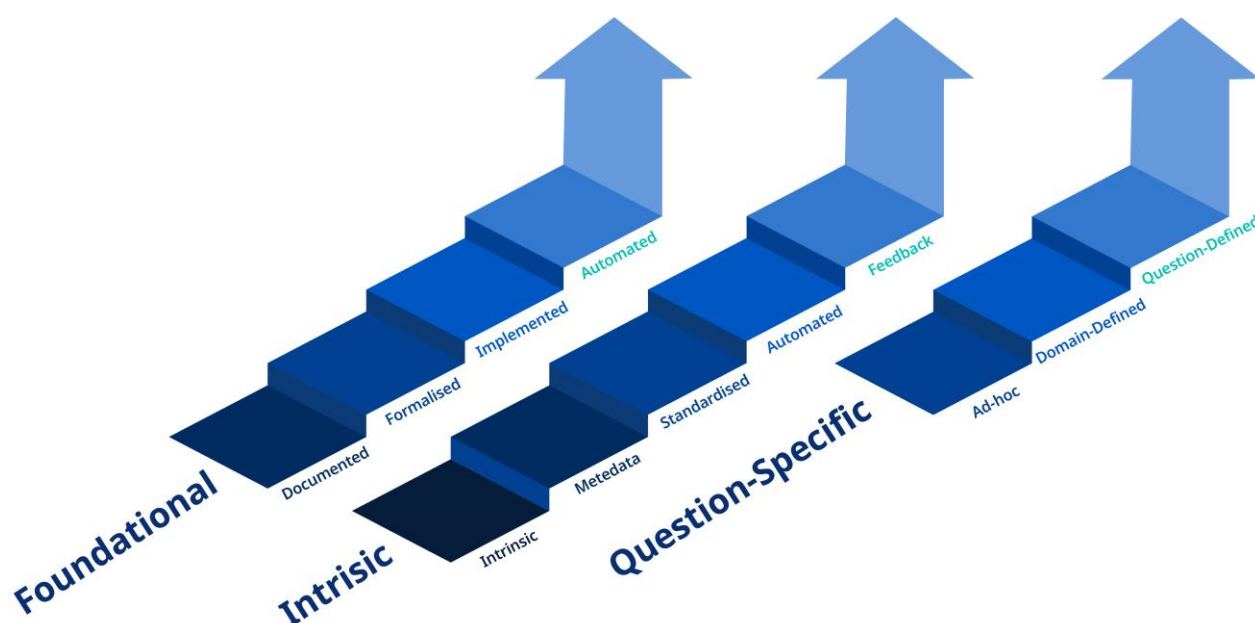 Foundational
Documented
Formalised
Implemented
Automated
Intrisic
Intrinsic
Metedata
Standardised
Automated
Feedback
Question-Specific
Ad-hoc
Domain-Defined
Question-Defined